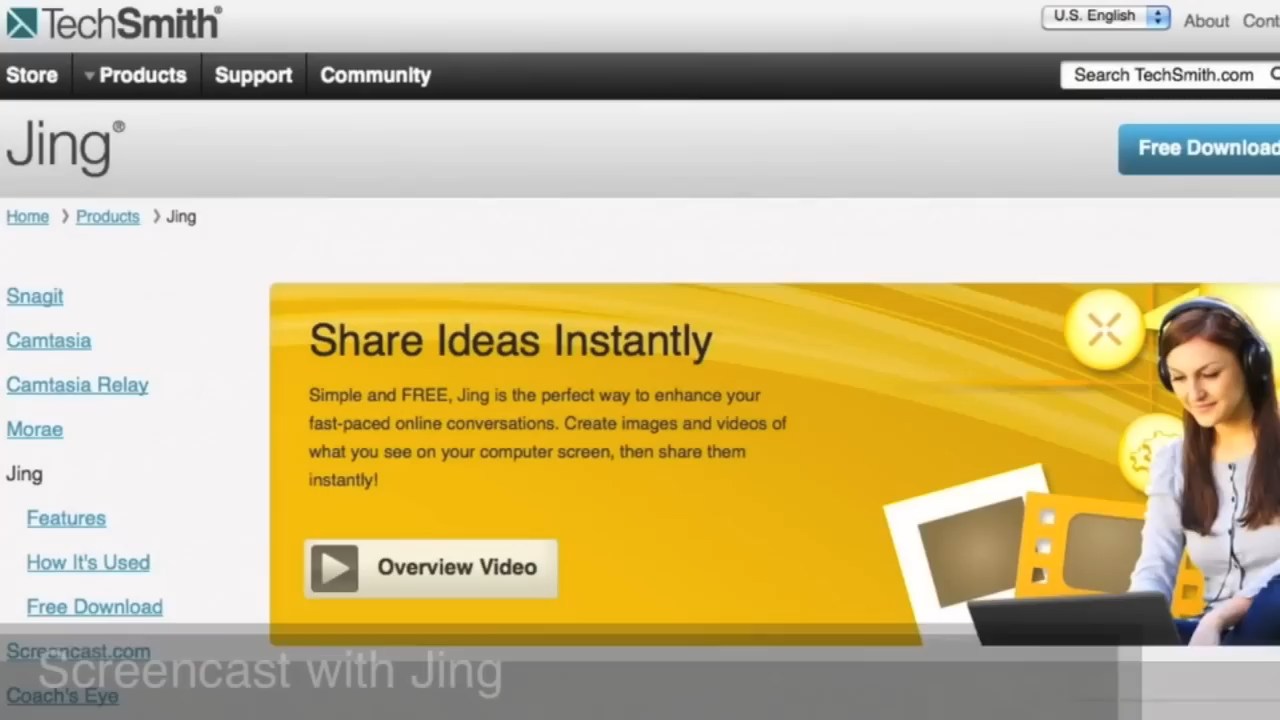 TechSmith®
U.S. English
About
Store
Products
Support
Community
Search TechSmith.com
Jing®
Free Download
Home › Products › Jing
Snagit
Camtasia
Camtasia Relay
Morae
Jing
Features
How It's Used
Free Download
Screencast.com
Coach's Eye
Share Ideas Instantly
Simple and FREE, Jing is the perfect way to enhance your
fast-paced online conversations. Create images and videos of
what you see on your computer screen, then share them
instantly!
Overview Video
Screencast with Jing